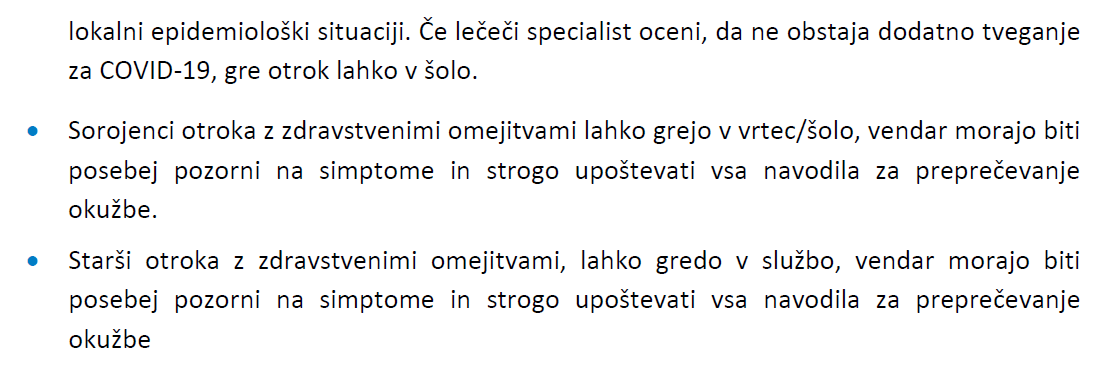 lokalni epidemiološki situaciji. Če lečeči specialist oceni, da ne obstaja dodatno tveganje
za COVID-19, gre otrok lahko v šolo.
• Sorojenci otroka z zdravstvenimi omejitvami lahko grejo v vrtec/šolo, vendar morajo biti
posebej pozorni na simptome in strogo upoštevati vsa navodila za preprečevanje
okužbe.
• Starši otroka z zdravstvenimi omejitvami, lahko gredo v službo, vendar morajo biti
posebej pozorni na simptome in strogo upoštevati vsa navodila za preprečevanje
okužbe